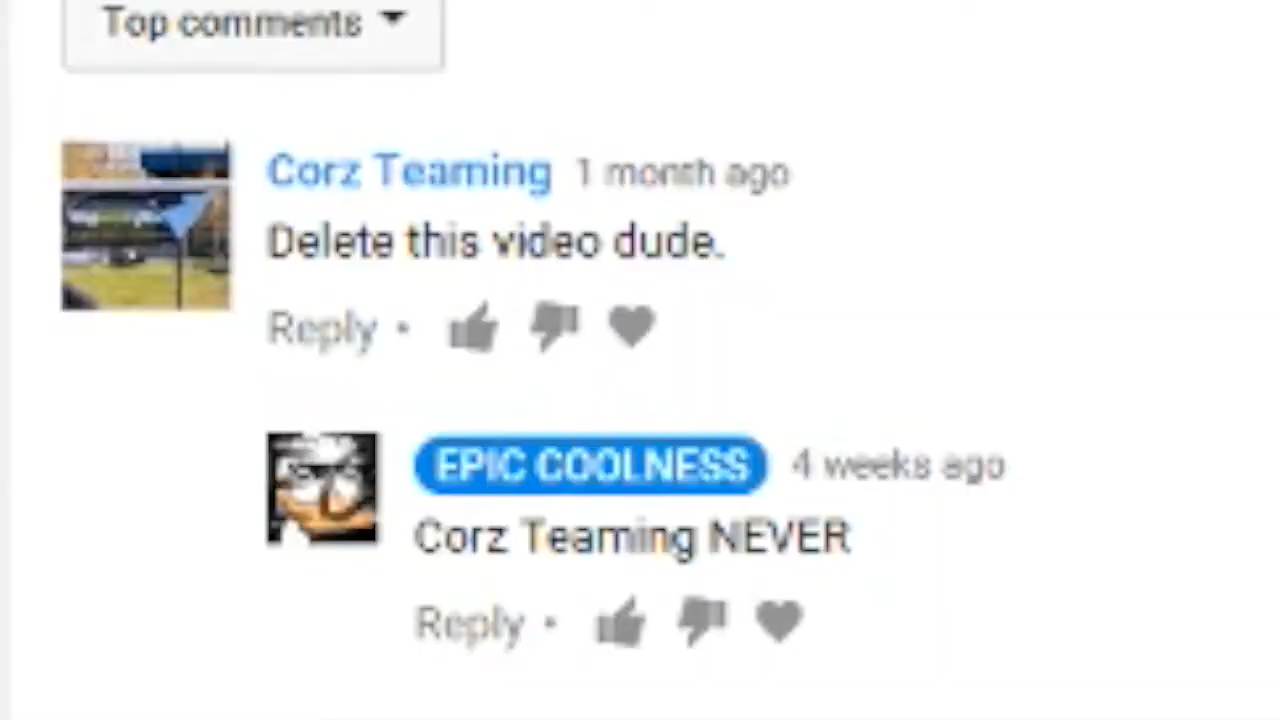 Top comments
Corz Teaming 1 month ago
Delete this video dude.
Reply •
EPIC COOLNESS 4 weeks ago
Corz Teaming NEVER
Reply •